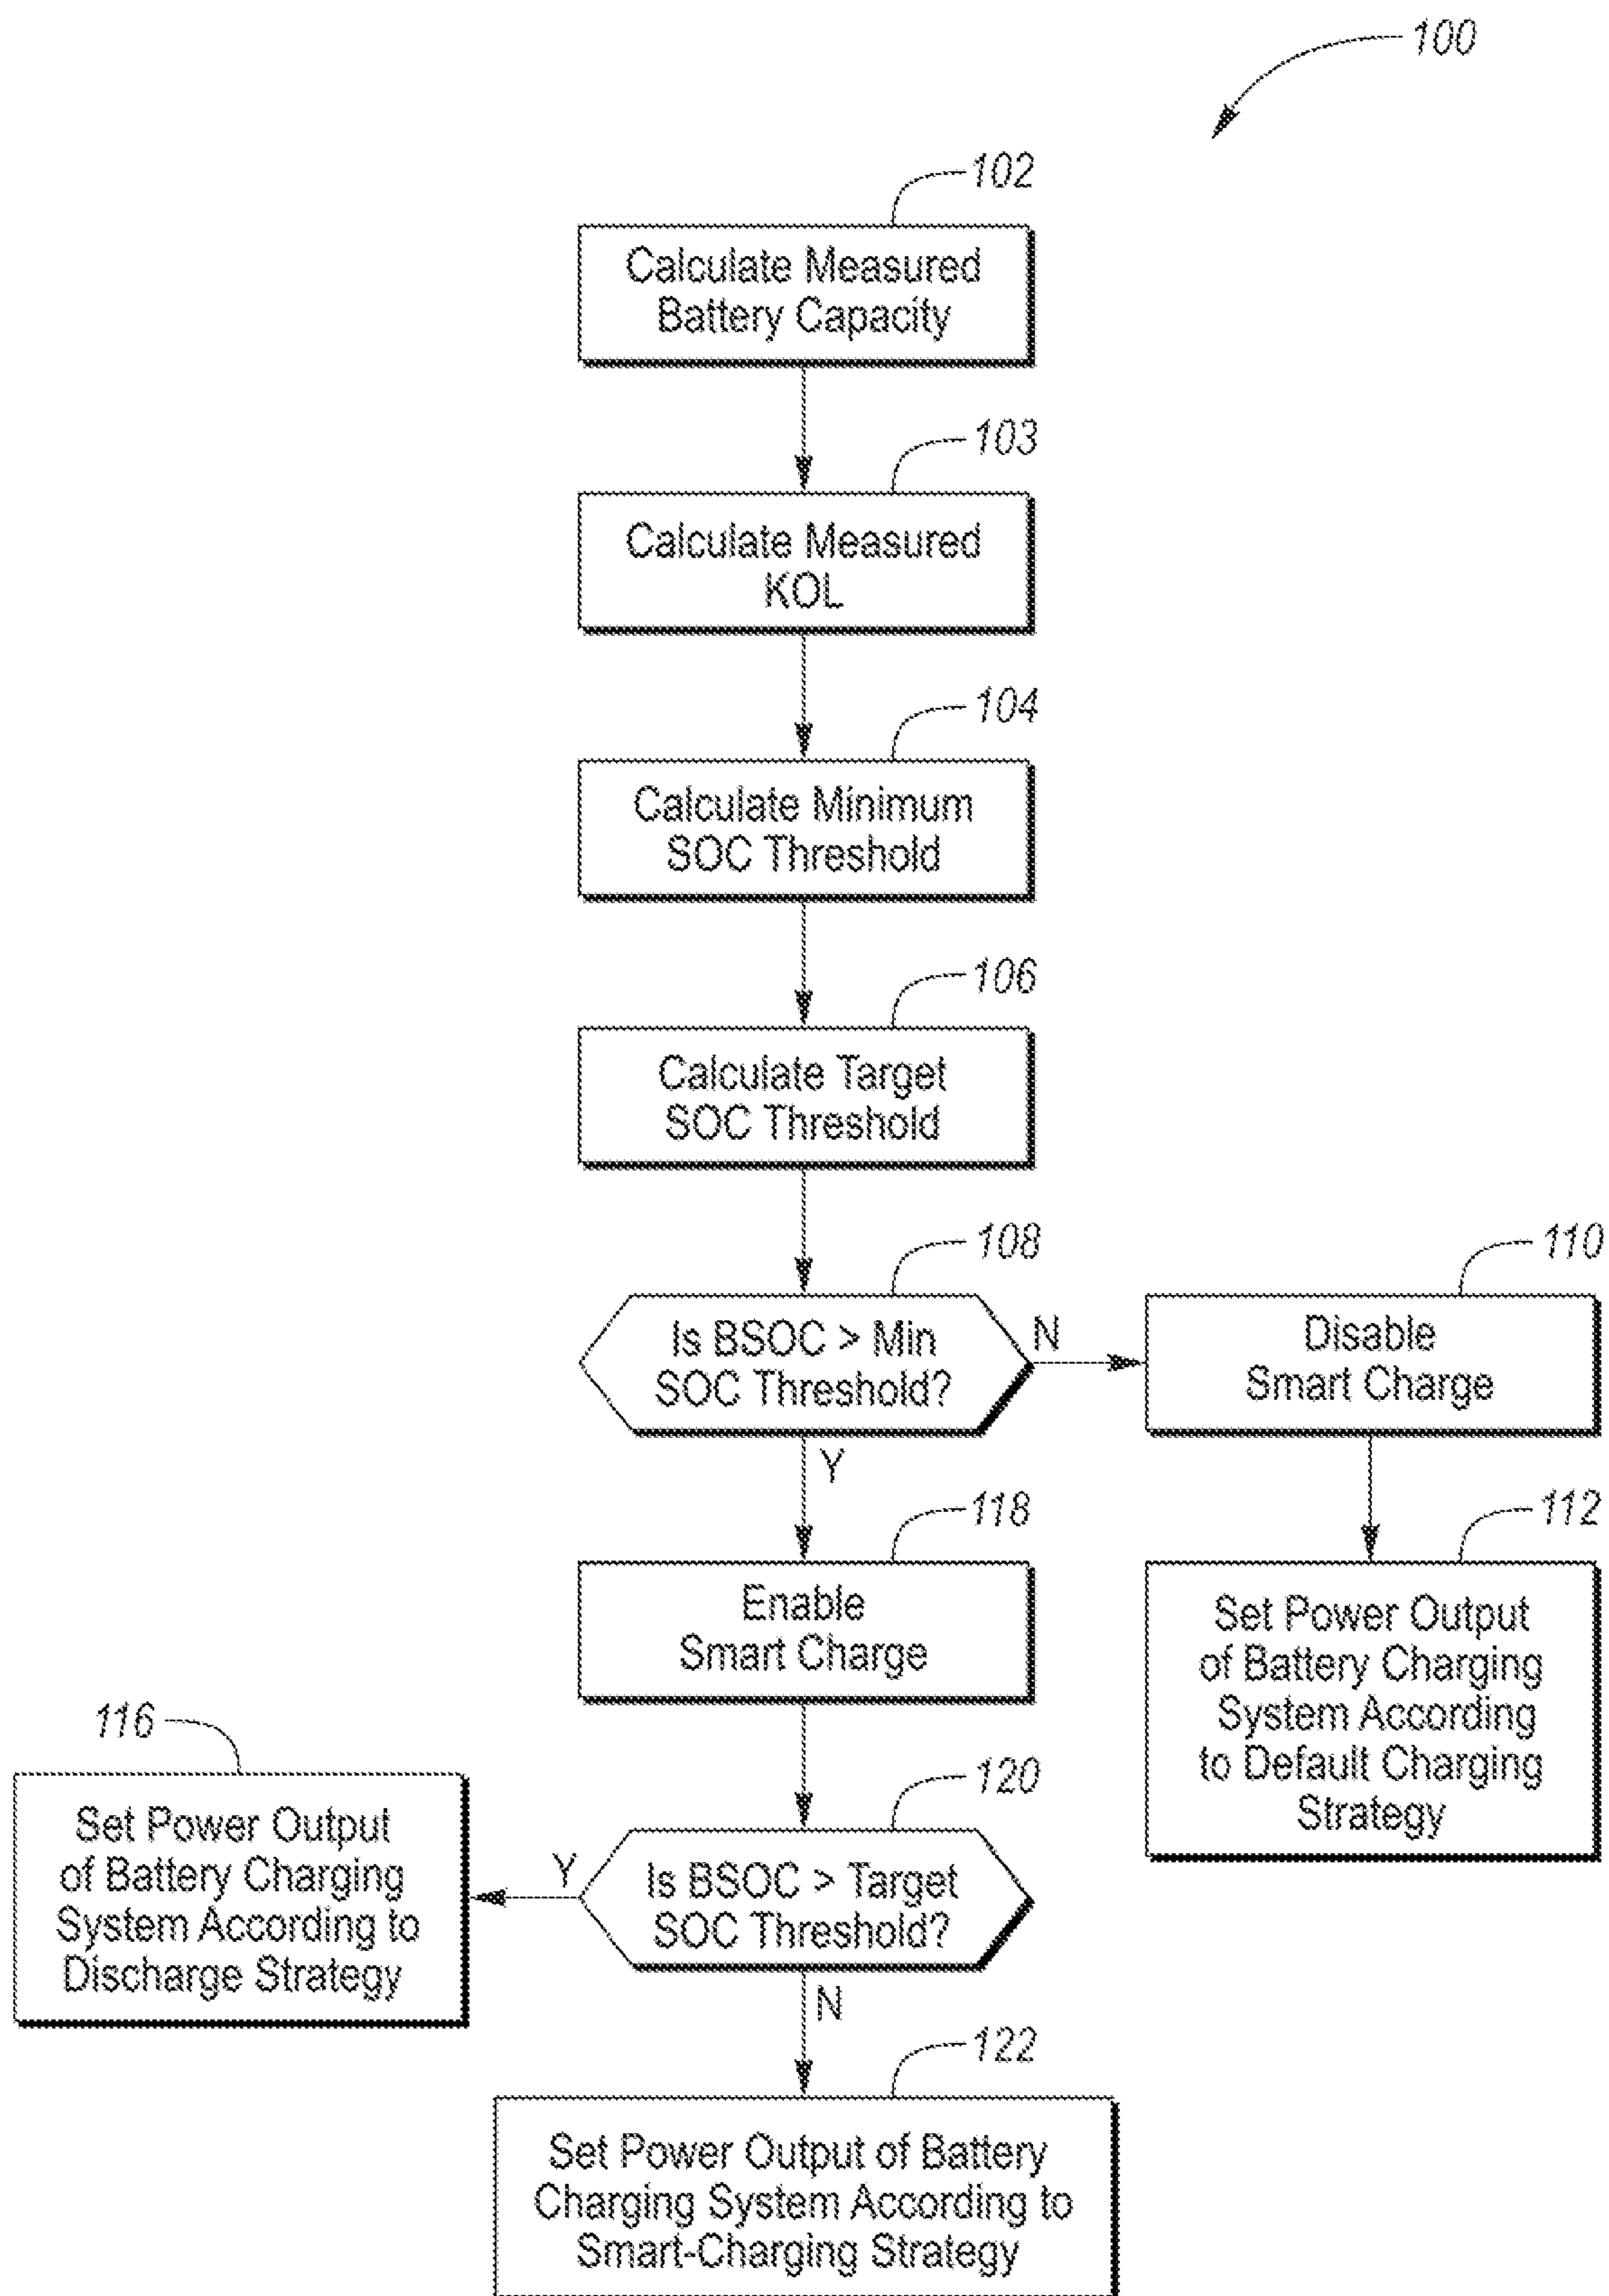 100
102
Calculate Measured
Battery Capacity
103
Calculate Measured
KOL
104
Calculate Minimum
SOC Threshold
106
Calculate Target
SOC Threshold
108
Is BSOC > Min
SOC Threshold?
N
110
Disable
Smart Charge
Y
118
Enable
Smart Charge
112
Set Power Output
of Battery Charging
System According
to Default Charging
Strategy
116
Set Power Output
of Battery Charging
System According to
Discharge Strategy
120
Is BSOC > Target
SOC Threshold?
Y
N
122
Set Power Output of Battery
Charging System According to
Smart-Charging Strategy